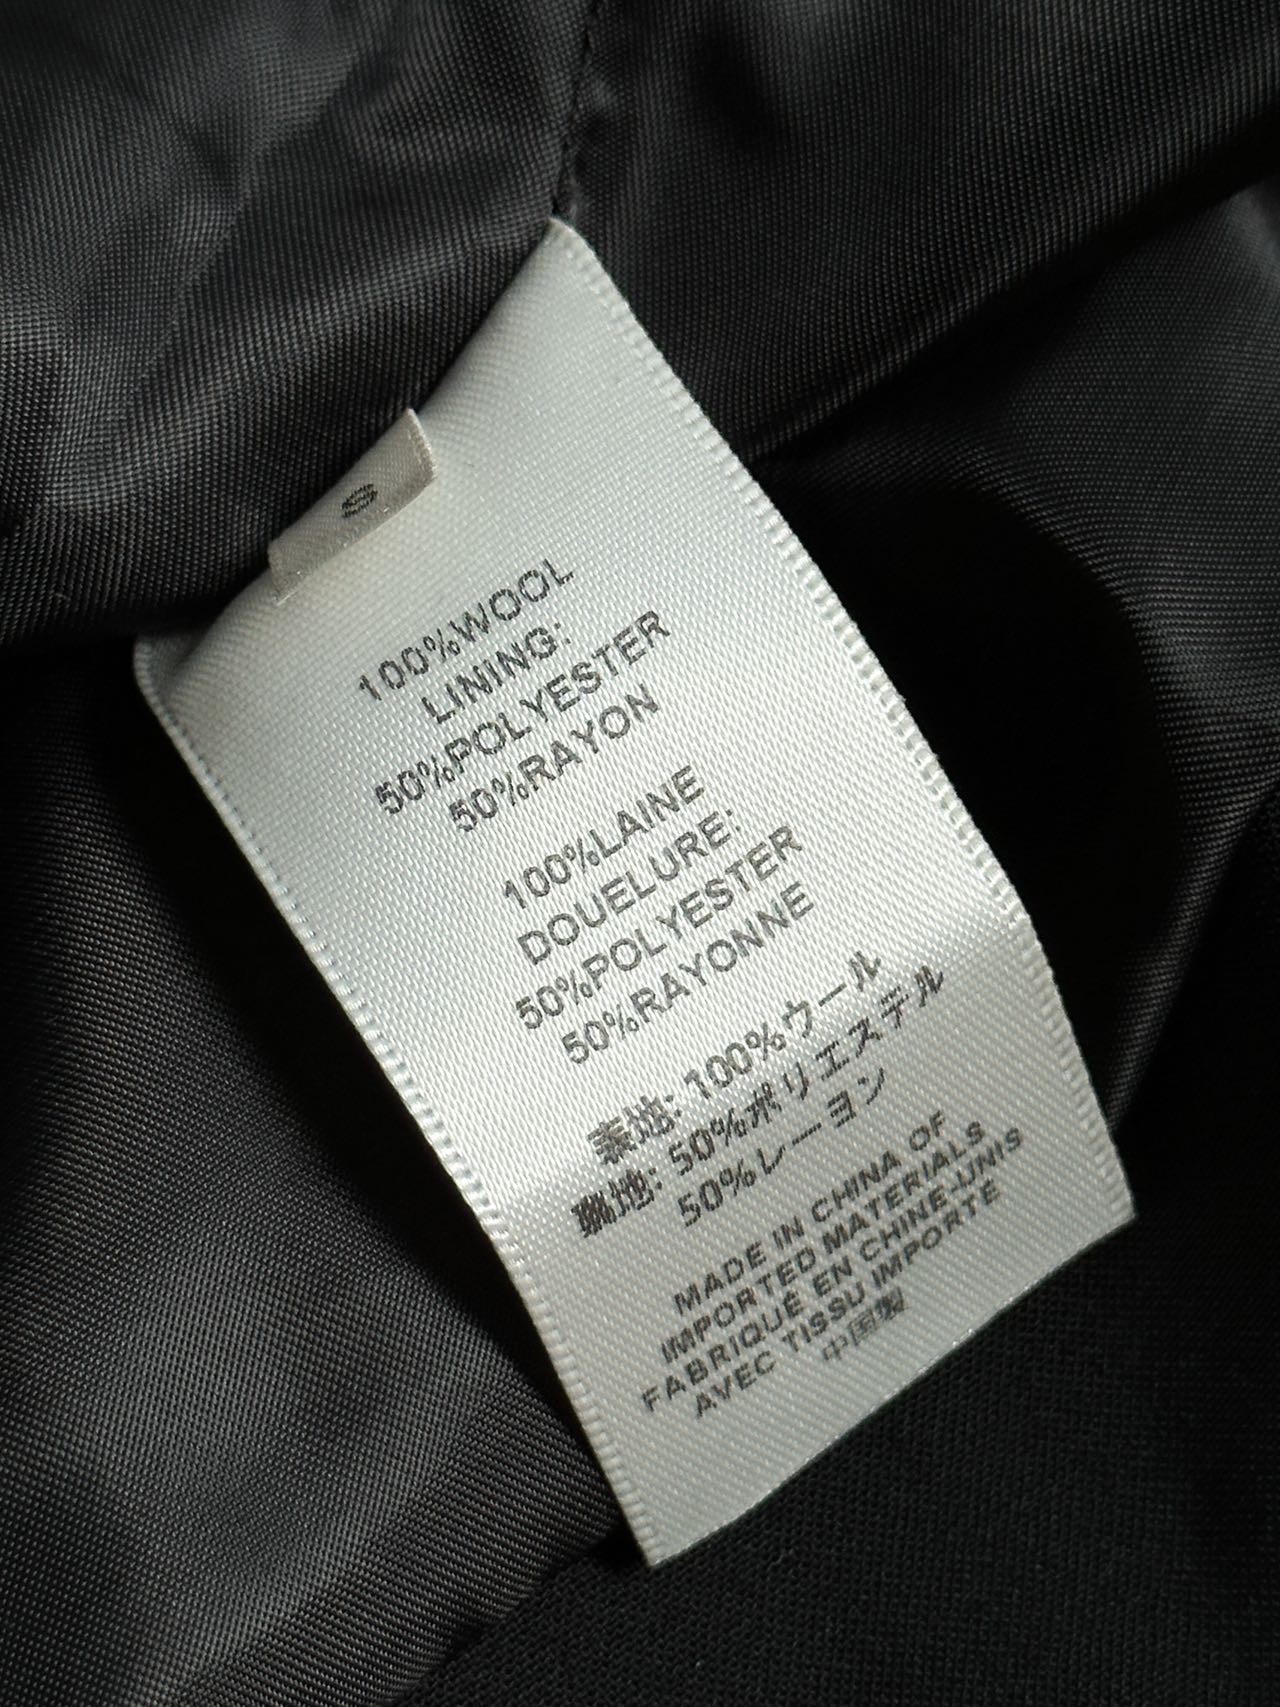 S
100%WOOL
LINING:
50%POLYESTER
50%RAYON
100%LAINE
DOUELURE:
50%POLYESTER
50%RAYONNE
表地: 100%ウール
裏地: 50%ポリエステル
50%レーヨン
MADE IN CHINA OF
IMPORTED MATERIALS
FABRIQUÉ EN CHINE-UNIS
AVEC TISSU IMPORTE
中国製